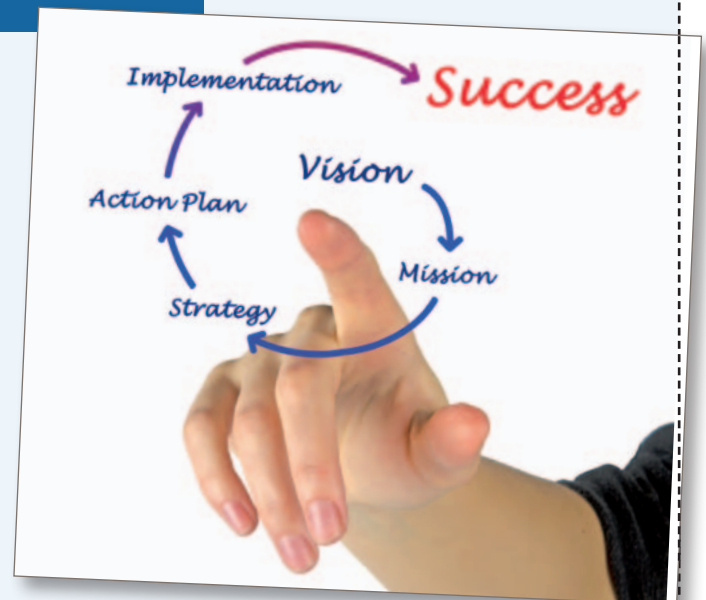 Implementation
Success
Vision
Action Plan
Mission
Strategy